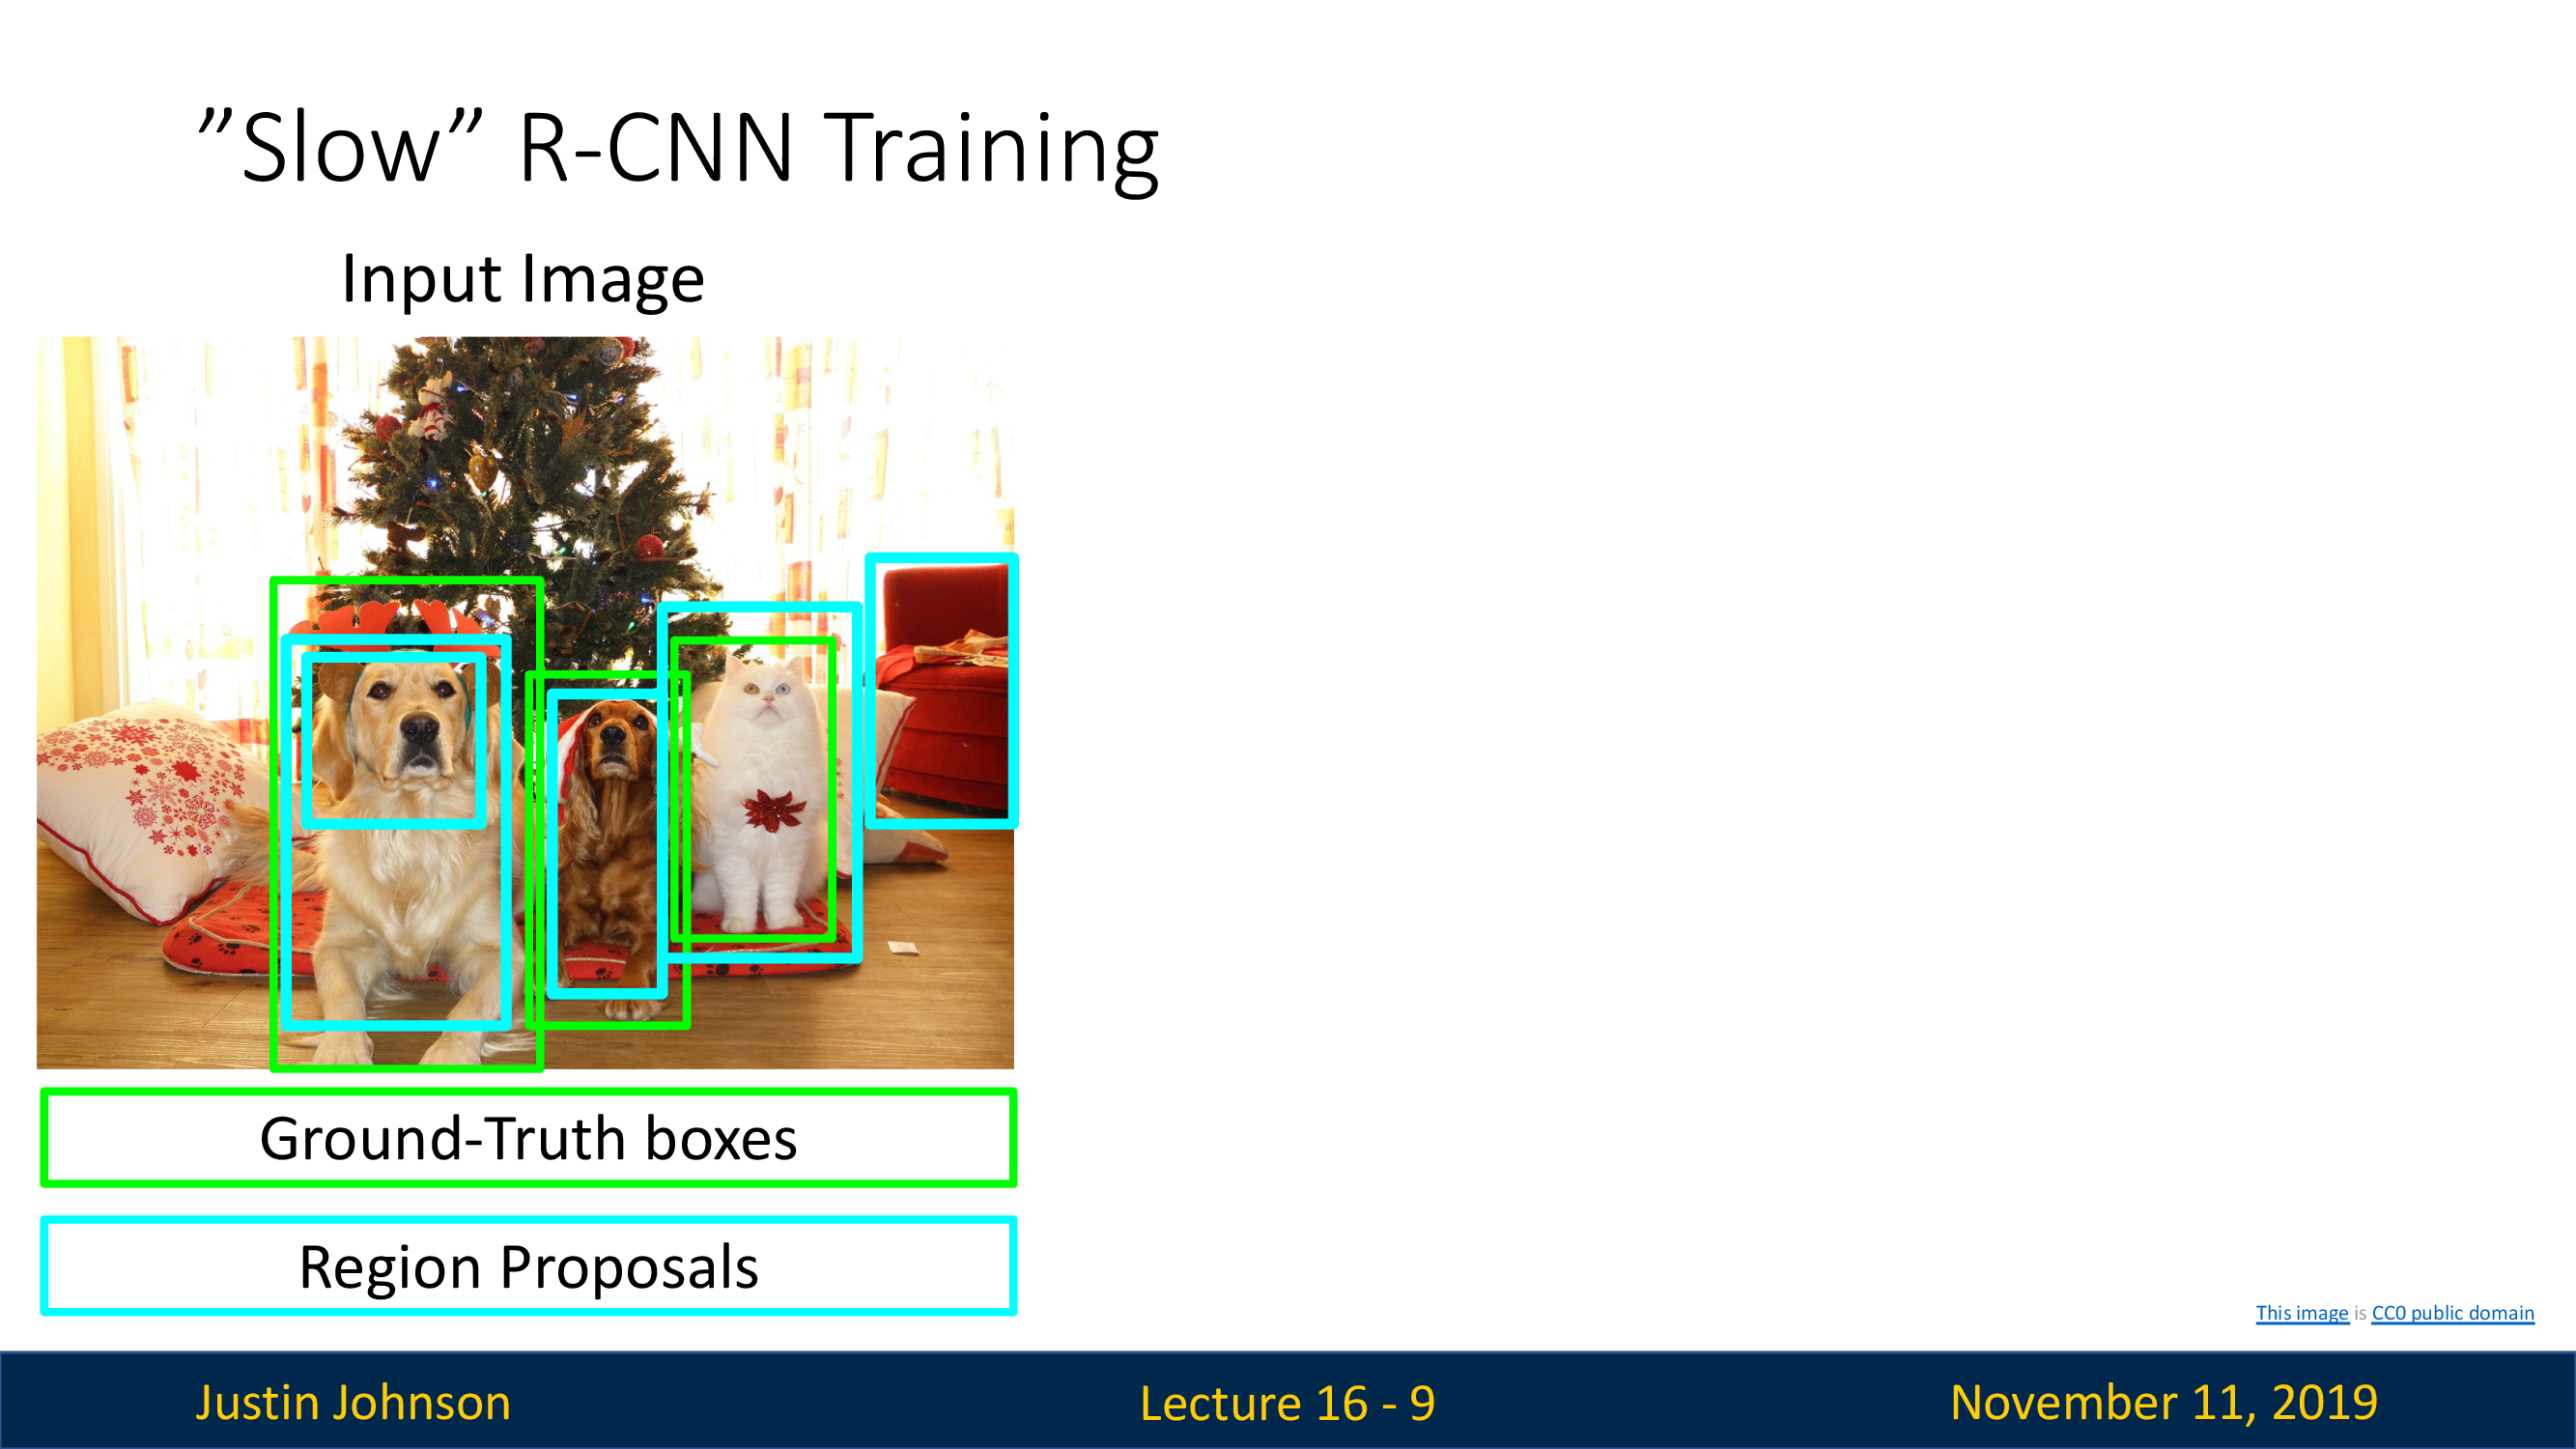 ”Slow” R-CNN Training
Input Image
Ground-Truth boxes
Region Proposals
This image is CC0 public domain
Justin Johnson
Lecture 16 - 9
November 11, 2019